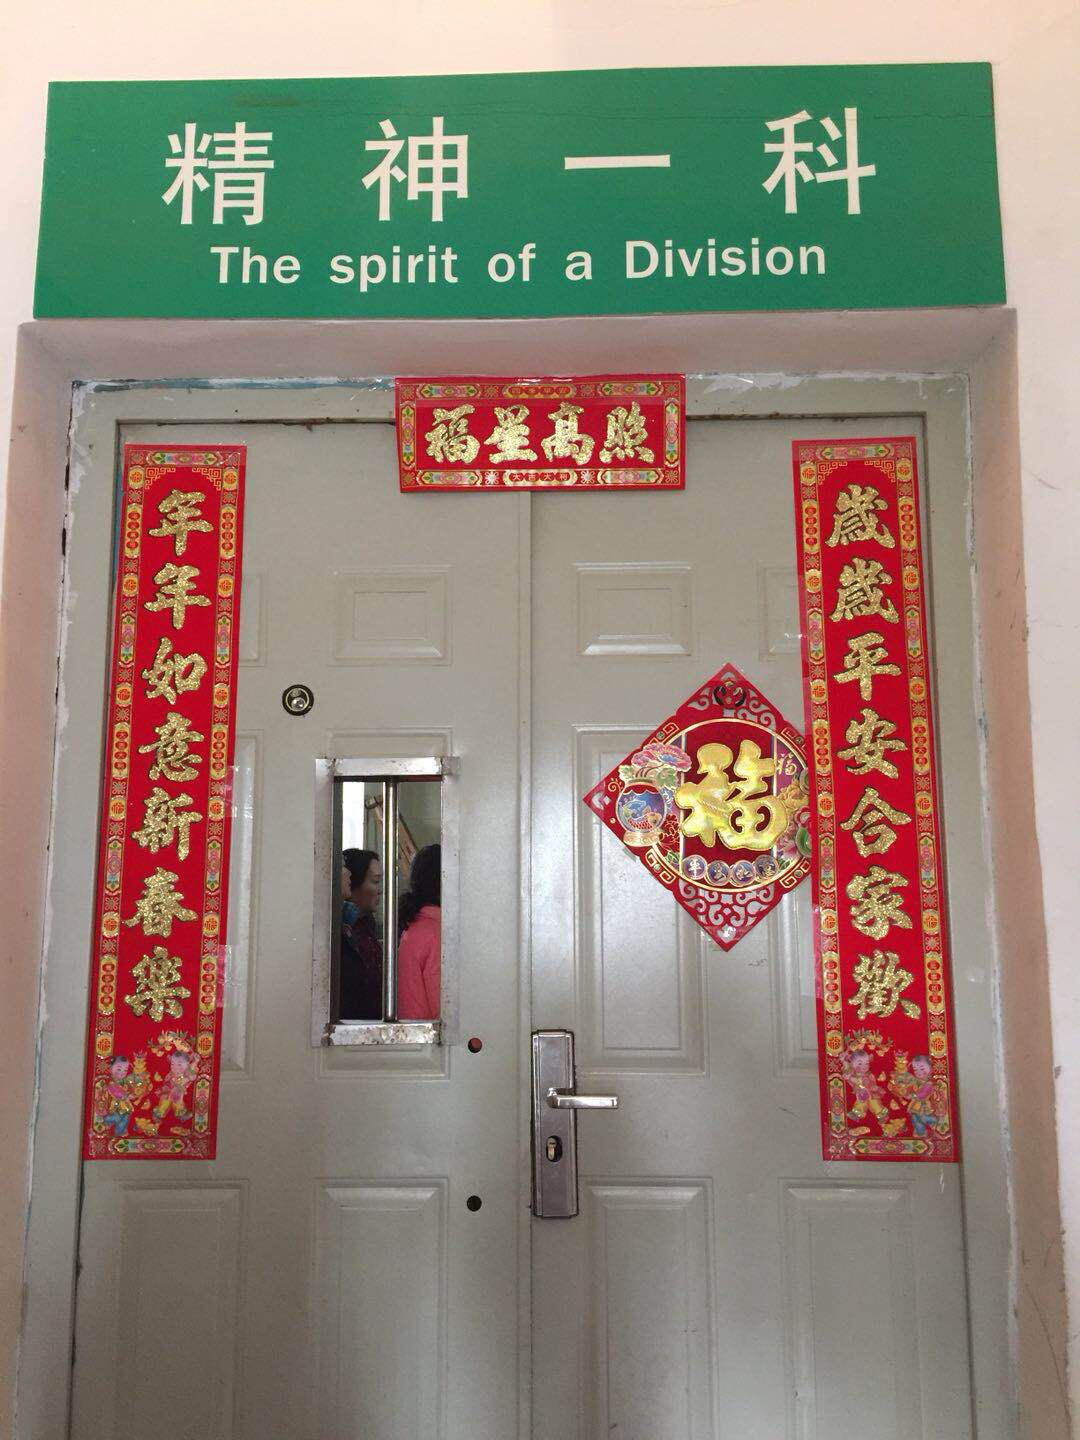 精神一科
The spirit of a Division
福星高照
年年如意新春樂
歲歲平安合家歡
福
福